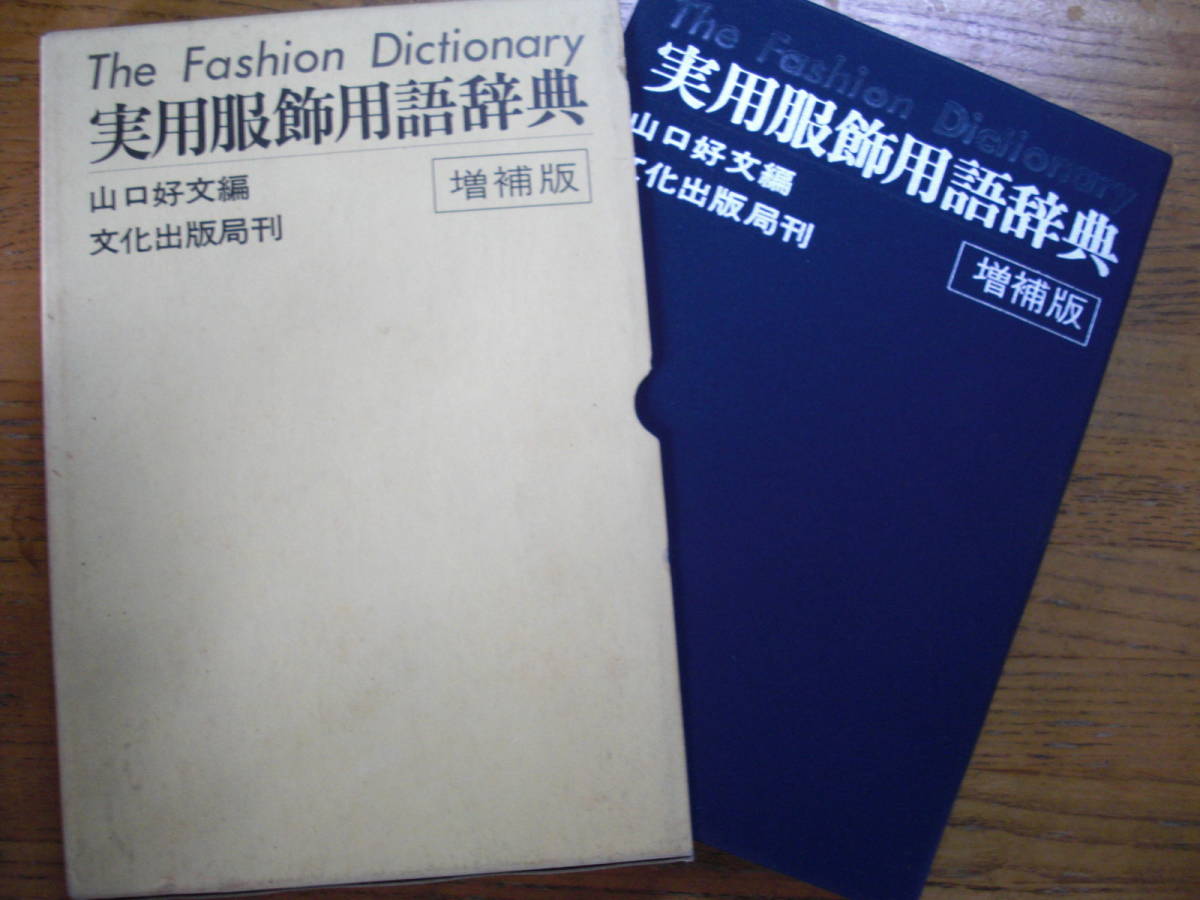 The Fashion Dictionary
実用服飾用語辞典
山口好文編
増補版
文化出版局刊
The Fashion Dictionary
実用服飾用語辞典
山口好文編
文化出版局刊
増補版